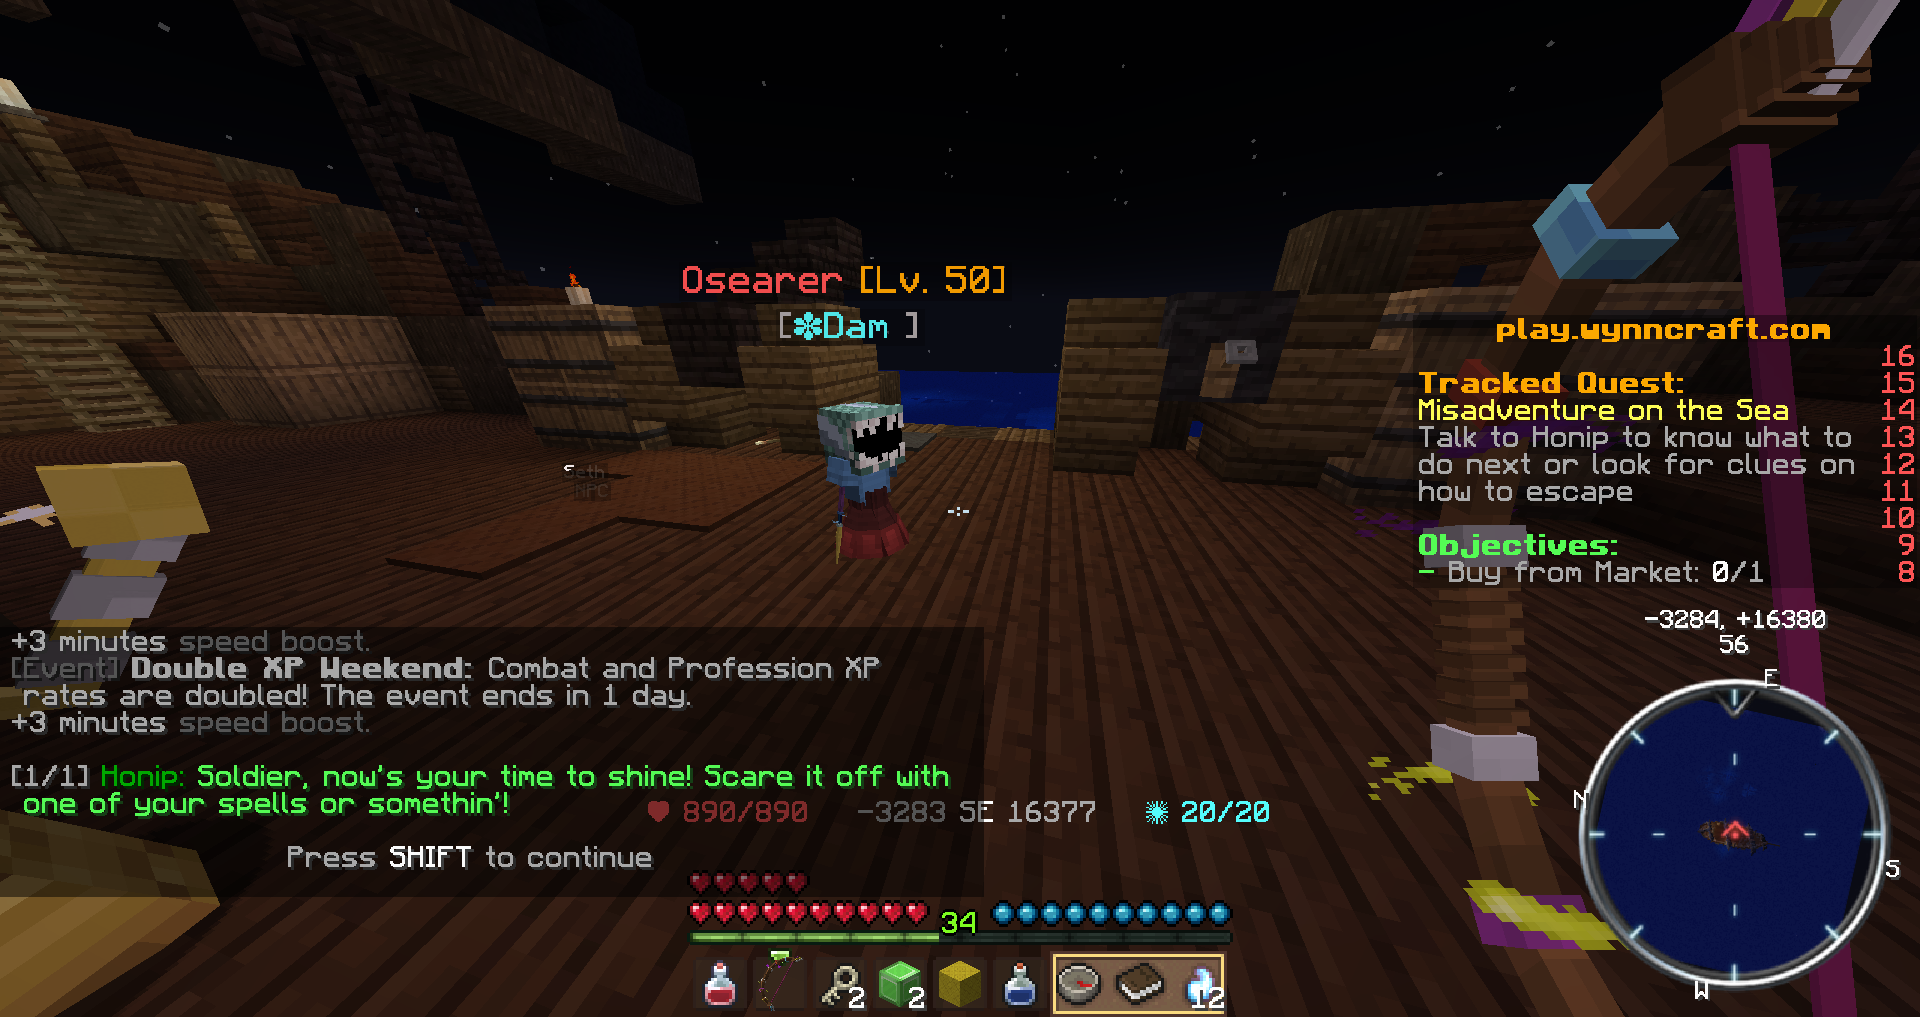 Osearer [Lv. 50]
[❇Dam ]
play.wynncraft.com
16
Tracked Quest: 15
Misadventure on the Sea 14
Talk to Honip to know what to 13
do next or look for clues on 12
how to escape 11
10
Objectives: 9
- Buy from Market: 0/1 8
-3284, +16380
56
E
N
S
W
Seth
NPC
+3 minutes speed boost.
[Event] Double XP Weekend: Combat and Profession XP
rates are doubled! The event ends in 1 day.
+3 minutes speed boost.
[1/1] Honip: Soldier, now's your time to shine! Scare it off with
one of your spells or somethin'!
890/890 -3283 SE 16377 20/20
Press SHIFT to continue
34
2
2
12